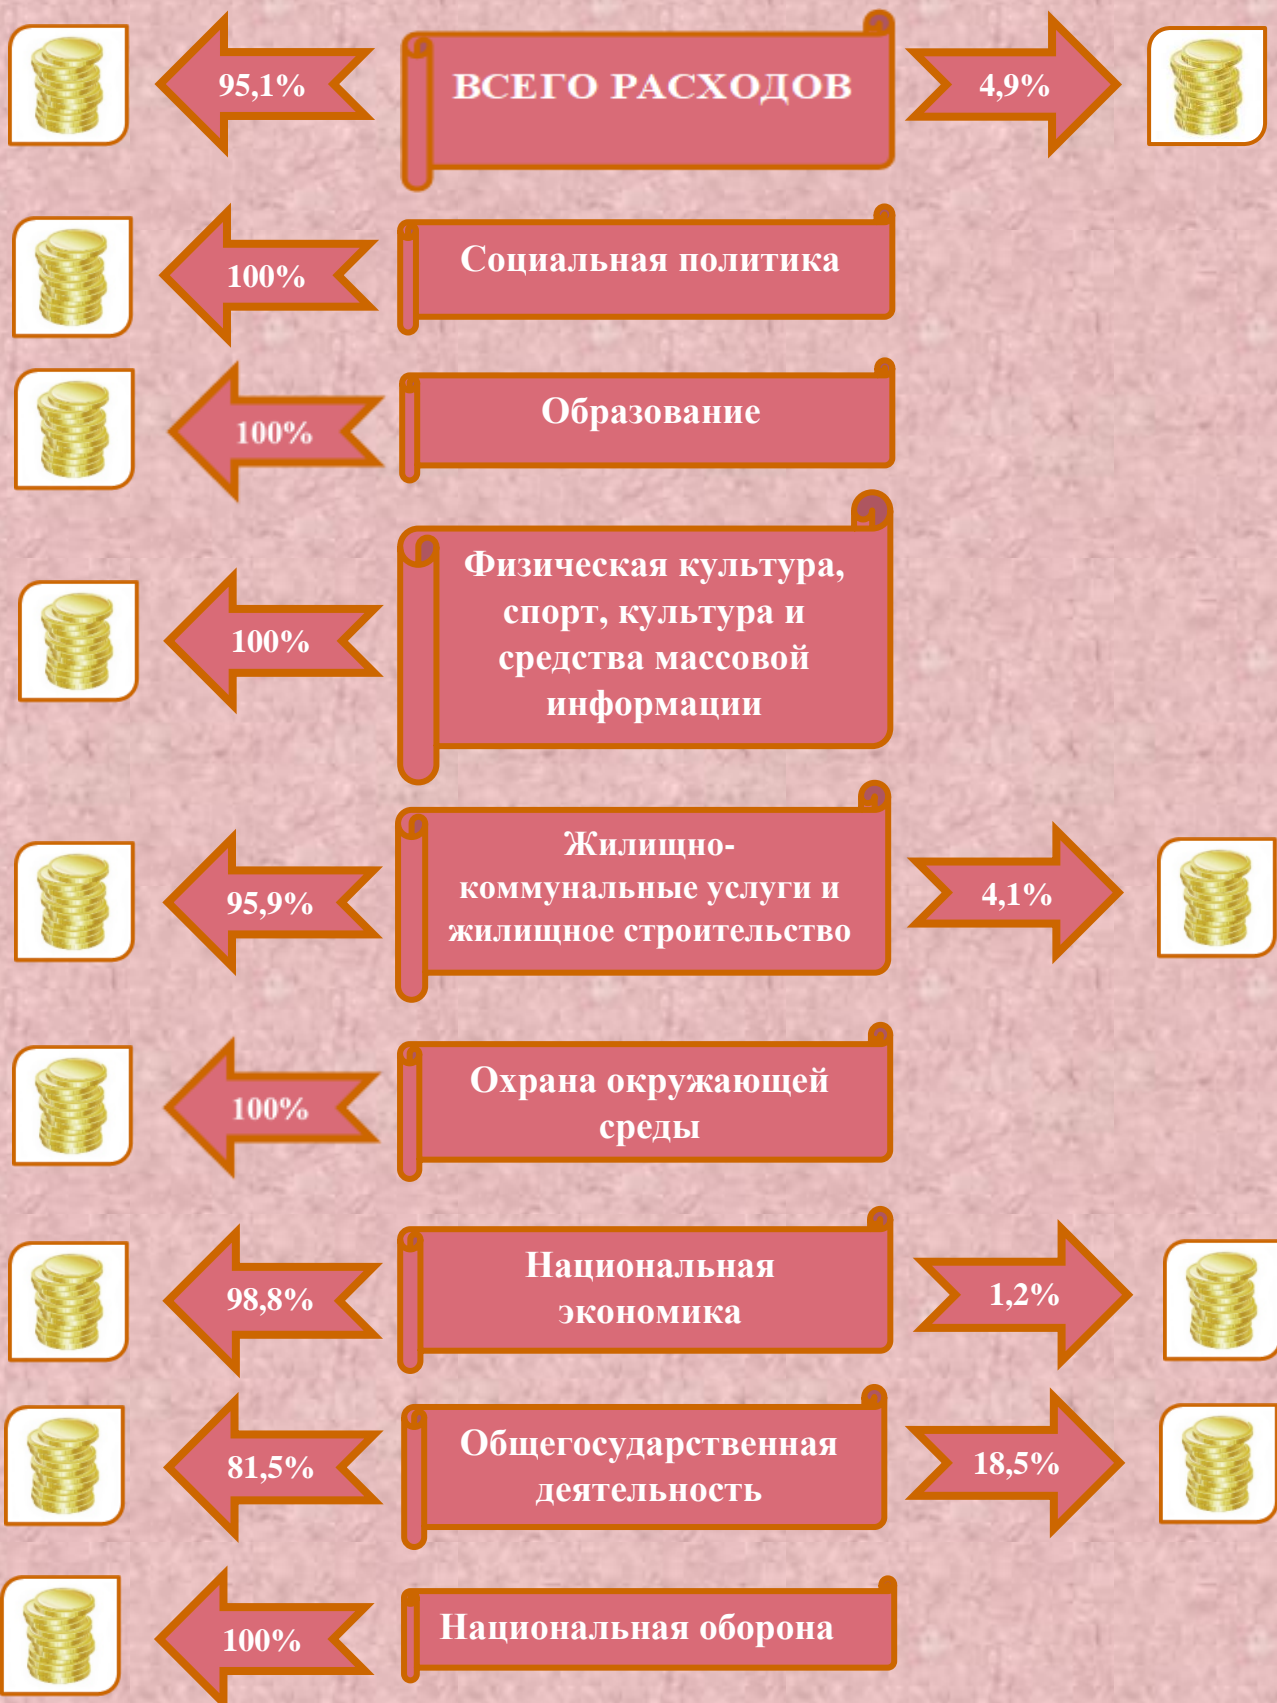 95,1%
ВСЕГО РАСХОДОВ
4,9%
100%
Социальная политика
100%
Образование
100%
Физическая культура,
спорт, культура и
средства массовой
информации
95,9%
Жилищно-
коммунальные услуги и
жилищное строительство
4,1%
100%
Охрана окружающей
среды
98,8%
Национальная
экономика
1,2%
81,5%
Общегосударственная
деятельность
18,5%
100%
Национальная оборона